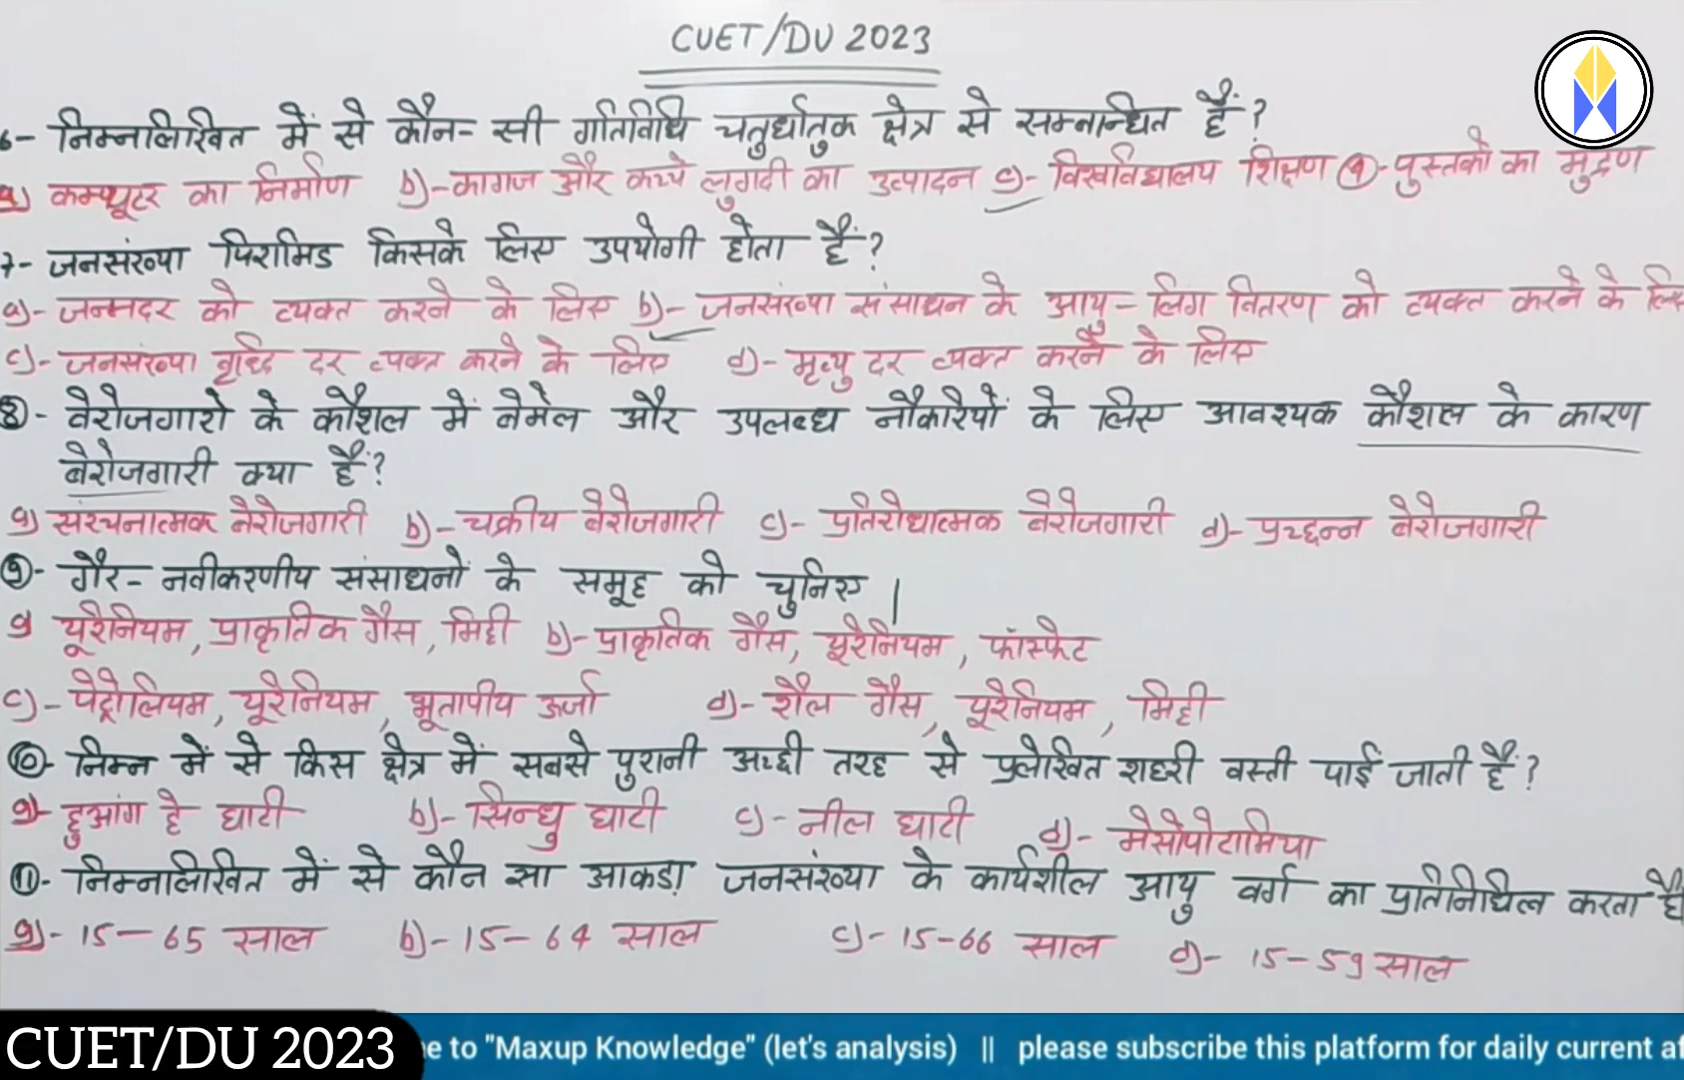 CUET/DU 2023
6- निम्नलिखित में से कौन-सी गतिविधि चतुर्धातुक क्षेत्र से सम्बन्धित है?
a) कम्प्यूटर का निर्माण b)- कागज और कच्चे लुगदी का उत्पादन c)- विश्वविद्यालय शिक्षण d)- पुस्तकों का मुद्रण
7- जनसंख्या पिरामिड किसके लिए उपयोगी होता है?
a)- जन्मदर को व्यक्त करने के लिए b)- जनसंख्या संसाधन के आयु-लिंग वितरण को व्यक्त करने के लिए
c)- जनसंख्या वृद्धि दर व्यक्त करने के लिए d)- मृत्यु दर व्यक्त करने के लिए
8- बेरोजगारो के कौशल में बेमेल और उपलब्ध नौकरियों के लिए आवश्यक कौशल के कारण
बेरोजगारी क्या है?
a) संरचनात्मक बेरोजगारी b)- चक्रीय बेरोजगारी c)- प्रतिरोधात्मक बेरोजगारी d)- प्रच्छन्न बेरोजगारी
9- गैर-नवीकरणीय संसाधनो के समूह को चुनिए।
a यूरेनियम, प्राकृतिक गैस, मिट्टी b)- प्राकृतिक गैस, यूरेनियम, फॉस्फेट
c)- पेट्रोलियम, यूरेनियम, भूतापीय ऊर्जा d)- शैल गैस, यूरेनियम, मिट्टी
10- निम्न में से किस क्षेत्र में सबसे पुरानी अच्छी तरह से प्रलेखित शहरी बस्ती पाई जाती है?
a)- हुआंग हे घाटी b)- सिन्धु घाटी c)- नील घाटी d)- मेसोपोटामिया
11- निम्नलिखित में से कौन सा आकडा़ जनसंख्या के कार्यशील आयु वर्ग का प्रतिनिधित्व करता है
a)- 15-65 साल b)- 15-64 साल c)- 15-66 साल d)- 15-59 साल
CUET/DU 2023 e to "Maxup Knowledge" (let's analysis) || please subscribe this platform for daily current af